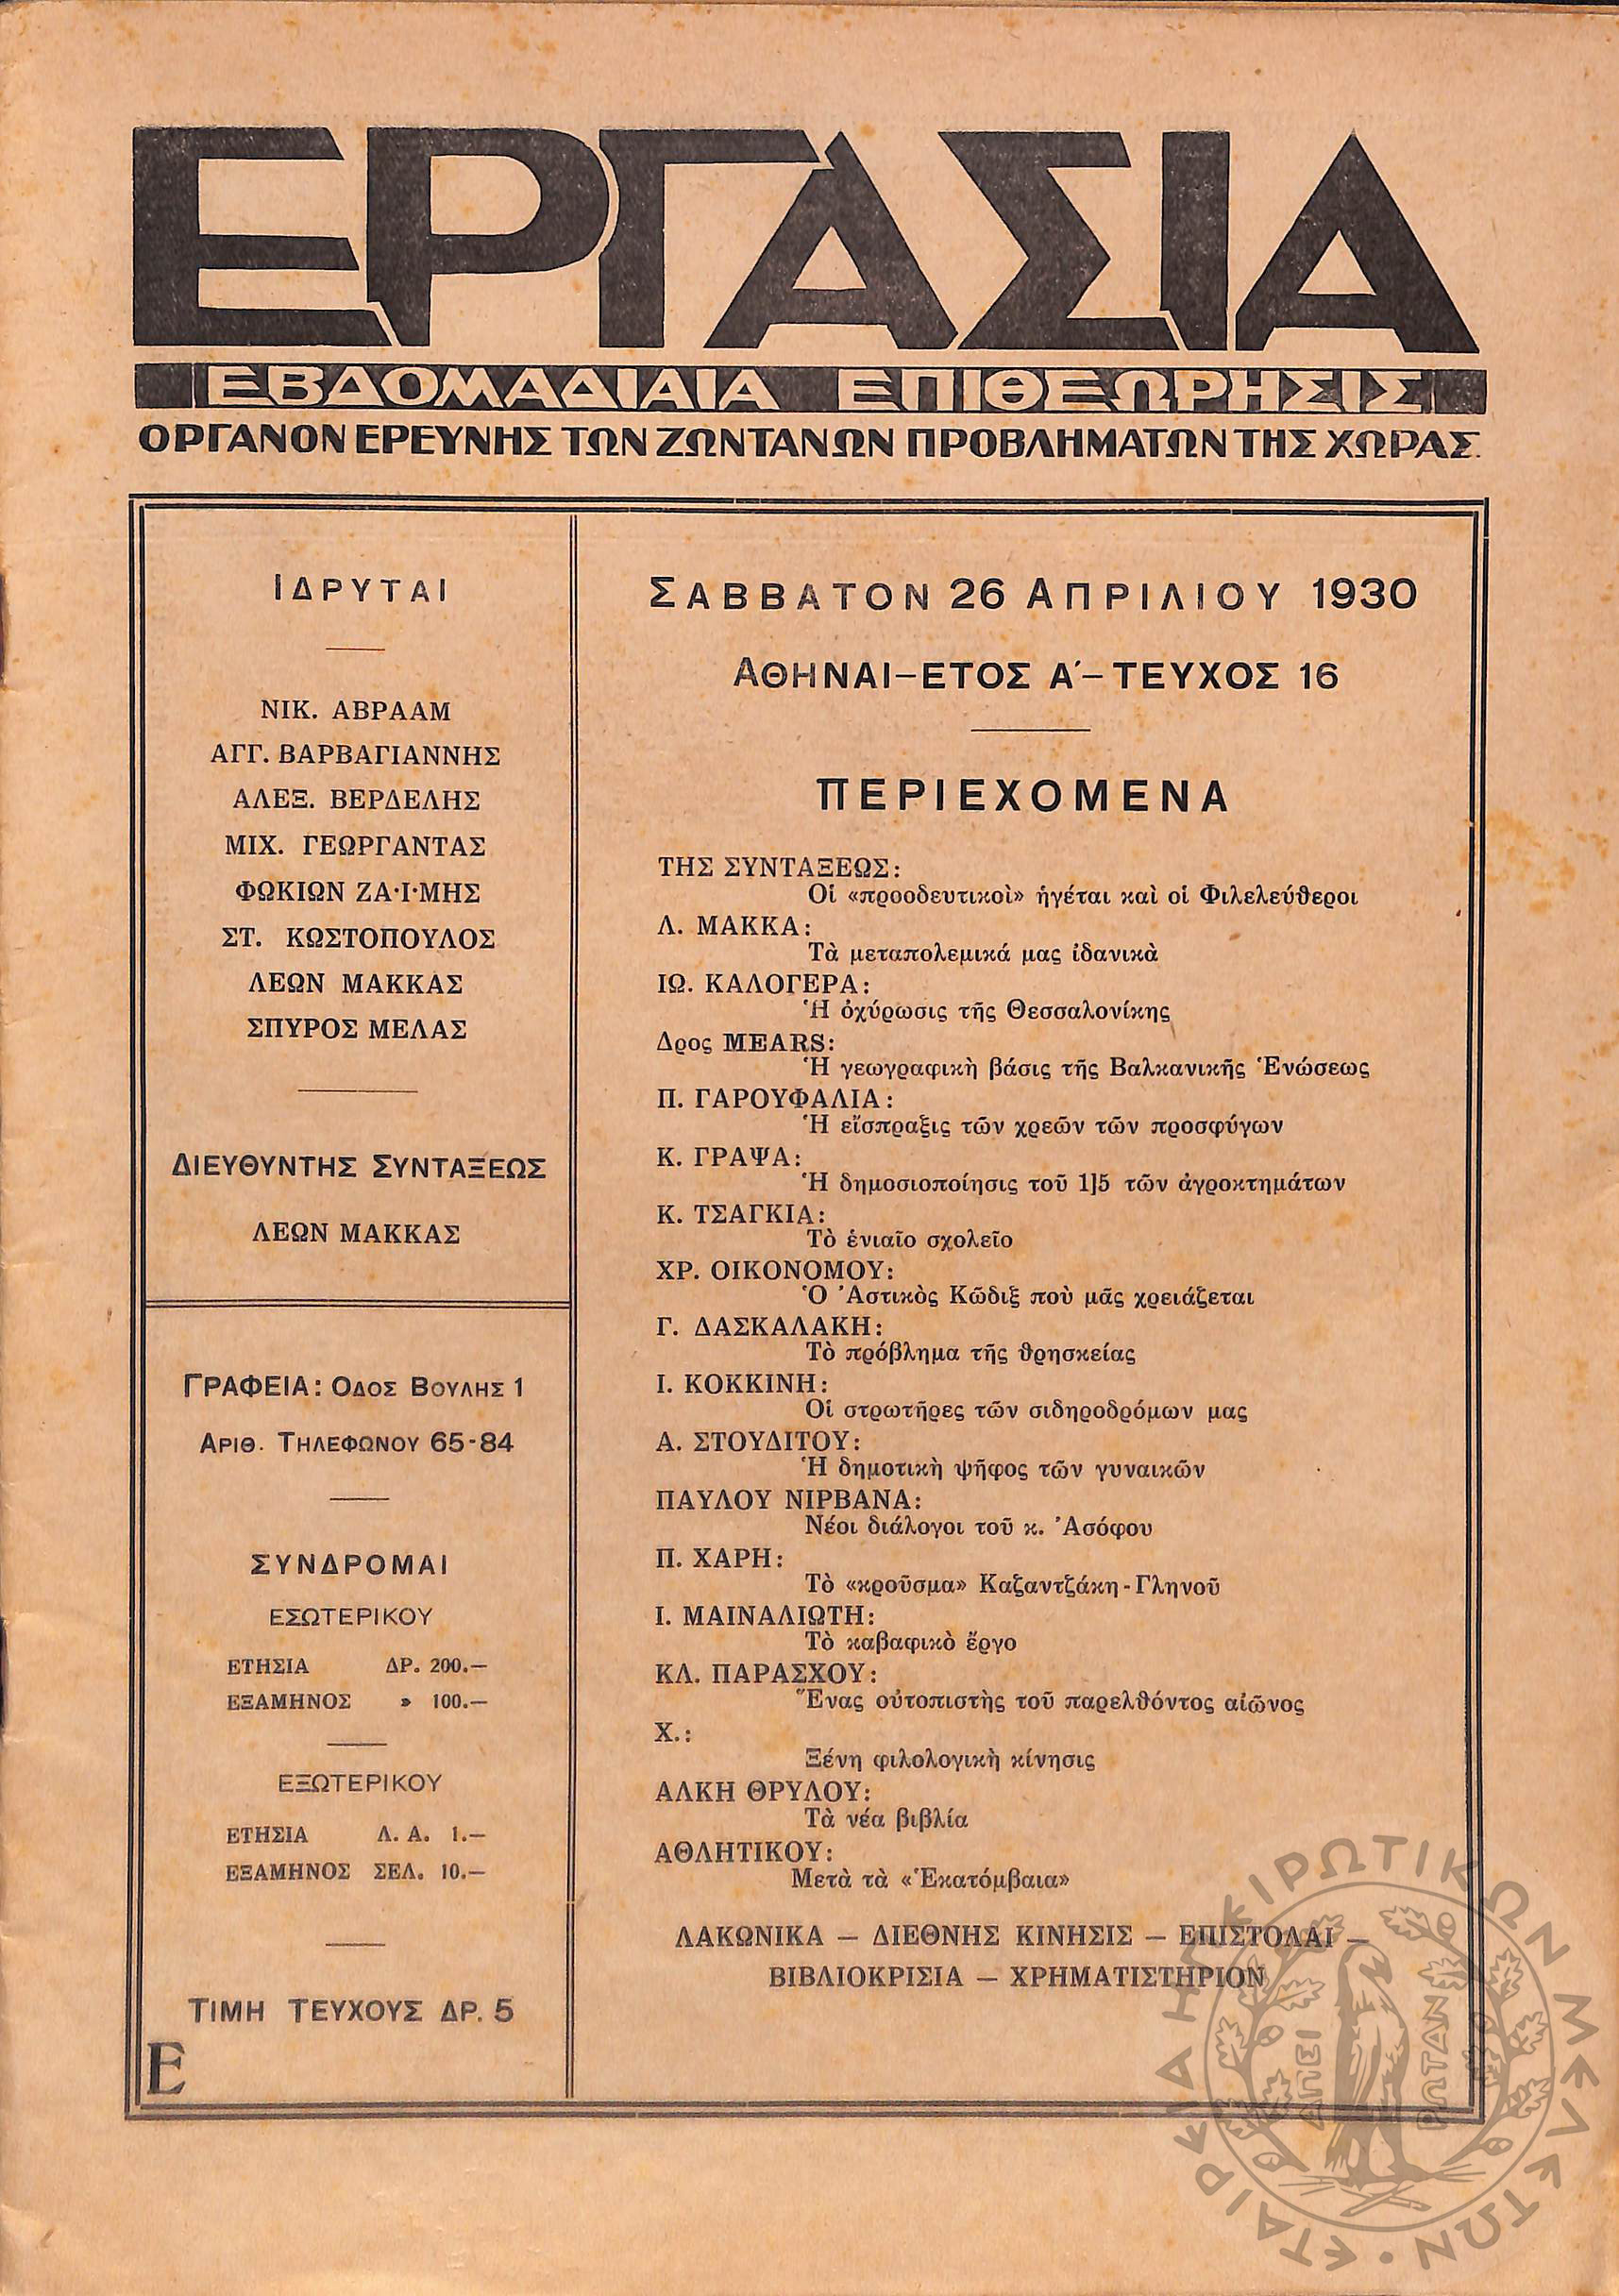 ΕΡΓΑΣΙΑ
ΕΒΔΟΜΑΔΙΑΙΑ ΕΠΙΘΕΩΡΗΣΙΣ
ΟΡΓΑΝΟΝ ΕΡΕΥΝΗΣ ΤΩΝ ΖΩΝΤΑΝΩΝ ΠΡΟΒΛΗΜΑΤΩΝ ΤΗΣ ΧΩΡΑΣ.
ΙΔΡΥΤΑΙ
ΝΙΚ. ΑΒΡΑΑΜ
ΑΓΓ. ΒΑΡΒΑΓΙΑΝΝΗΣ
ΑΛΕΞ. ΒΕΡΔΕΛΗΣ
ΜΙΧ. ΓΕΩΡΓΑΝΤΑΣ
ΦΩΚΙΩΝ ΖΑ·Ι·ΜΗΣ
ΣΤ. ΚΩΣΤΟΠΟΥΛΟΣ
ΛΕΩΝ ΜΑΚΚΑΣ
ΣΠΥΡΟΣ ΜΕΛΑΣ
ΔΙΕΥΘΥΝΤΗΣ ΣΥΝΤΑΞΕΩΣ
ΛΕΩΝ ΜΑΚΚΑΣ
ΓΡΑΦΕΙΑ: ΟΔΟΣ ΒΟΥΛΗΣ 1
ΑΡΙΘ. ΤΗΛΕΦΩΝΟΥ 65-84
ΣΥΝΔΡΟΜΑΙ
ΕΣΩΤΕΡΙΚΟΥ
ΕΤΗΣΙΑ ΔΡ. 200.—
ΕΞΑΜΗΝΟΣ » 100.—
ΕΞΩΤΕΡΙΚΟΥ
ΕΤΗΣΙΑ Λ. Α. 1.—
ΕΞΑΜΗΝΟΣ ΣΕΛ. 10.—
ΤΙΜΗ ΤΕΥΧΟΥΣ ΔΡ. 5
Ε
ΣΑΒΒΑΤΟΝ 26 ΑΠΡΙΛΙΟΥ 1930
ΑΘΗΝΑΙ–ΕΤΟΣ Α΄–ΤΕΥΧΟΣ 16
ΠΕΡΙΕΧΟΜΕΝΑ
ΤΗΣ ΣΥΝΤΑΞΕΩΣ:
Οἱ «προοδευτικοὶ» ἡγέται καὶ οἱ Φιλελεύθεροι
Λ. ΜΑΚΚΑ:
Τὰ μεταπολεμικά μας ἰδανικὰ
ΙΩ. ΚΑΛΟΓΕΡΑ:
Ἡ ὀχύρωσις τῆς Θεσσαλονίκης
Δρος MEARS:
Ἡ γεωγραφικὴ βάσις τῆς Βαλκανικῆς Ἑνώσεως
Π. ΓΑΡΟΥΦΑΛΙΑ:
Ἡ εἴσπραξις τῶν χρεῶν τῶν προσφύγων
Κ. ΓΡΑΨΑ:
Ἡ δημοσιοποίησις τοῦ 1]5 τῶν ἀγροκτημάτων
Κ. ΤΣΑΓΚΙΑ:
Τὸ ἑνιαῖο σχολεῖο
ΧΡ. ΟΙΚΟΝΟΜΟΥ:
Ὁ Ἀστικὸς Κῶδιξ ποὺ μᾶς χρειάζεται
Γ. ΔΑΣΚΑΛΑΚΗ:
Τὸ πρόβλημα τῆς θρησκείας
Ι. ΚΟΚΚΙΝΗ:
Οἱ στρωτῆρες τῶν σιδηροδρόμων μας
Α. ΣΤΟΥΔΙΤΟΥ:
Ἡ δημοτικὴ ψῆφος τῶν γυναικῶν
ΠΑΥΛΟΥ ΝΙΡΒΑΝΑ:
Νέοι διάλογοι τοῦ κ. Ἀσόφου
Π. ΧΑΡΗ:
Τὸ «κροῦσμα» Καζαντζάκη-Γληνοῦ
Ι. ΜΑΙΝΑΛΙΩΤΗ:
Τὸ καβαφικὸ ἔργο
ΚΛ. ΠΑΡΑΣΧΟΥ:
Ἕνας οὐτοπιστὴς τοῦ παρελθόντος αἰῶνος
Χ.:
Ξένη φιλολογικὴ κίνησις
ΑΛΚΗ ΘΡΥΛΟΥ:
Τὰ νέα βιβλία
ΑΘΛΗΤΙΚΟΥ:
Μετὰ τὰ «Ἑκατόμβαια»
ΛΑΚΩΝΙΚΑ — ΔΙΕΘΝΗΣ ΚΙΝΗΣΙΣ — ΕΠΙΣΤΟΛΑΙ —
ΒΙΒΛΙΟΚΡΙΣΙΑ — ΧΡΗΜΑΤΙΣΤΗΡΙΟΝ
ΕΤΑΙΡΕΙΑ ΗΠΕΙΡΩΤΙΚΩΝ ΜΕΛΕΤΩΝ •
ΑΠΕΙ ΡΩΤΑΝ